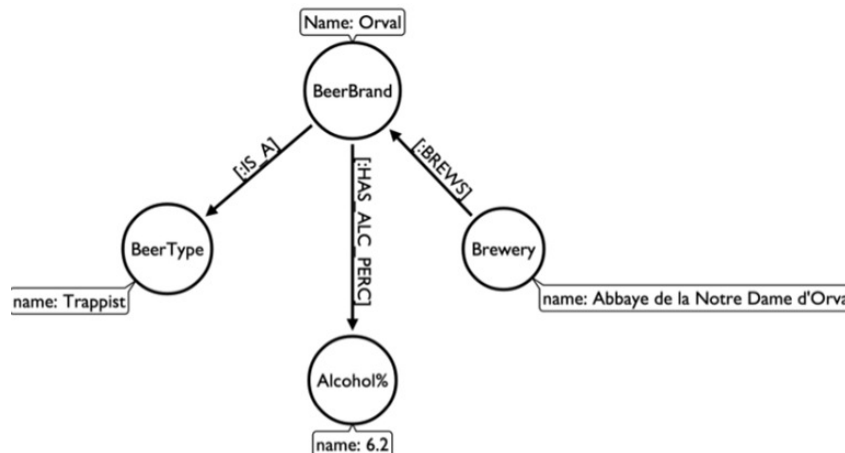 Name: Orval
BeerBrand
[:IS_A]
[:HAS_ALC_PERC]
[:BREWS]
BeerType
Brewery
name: Trappist
name: Abbaye de la Notre Dame d'Orva
Alcohol%
name: 6.2